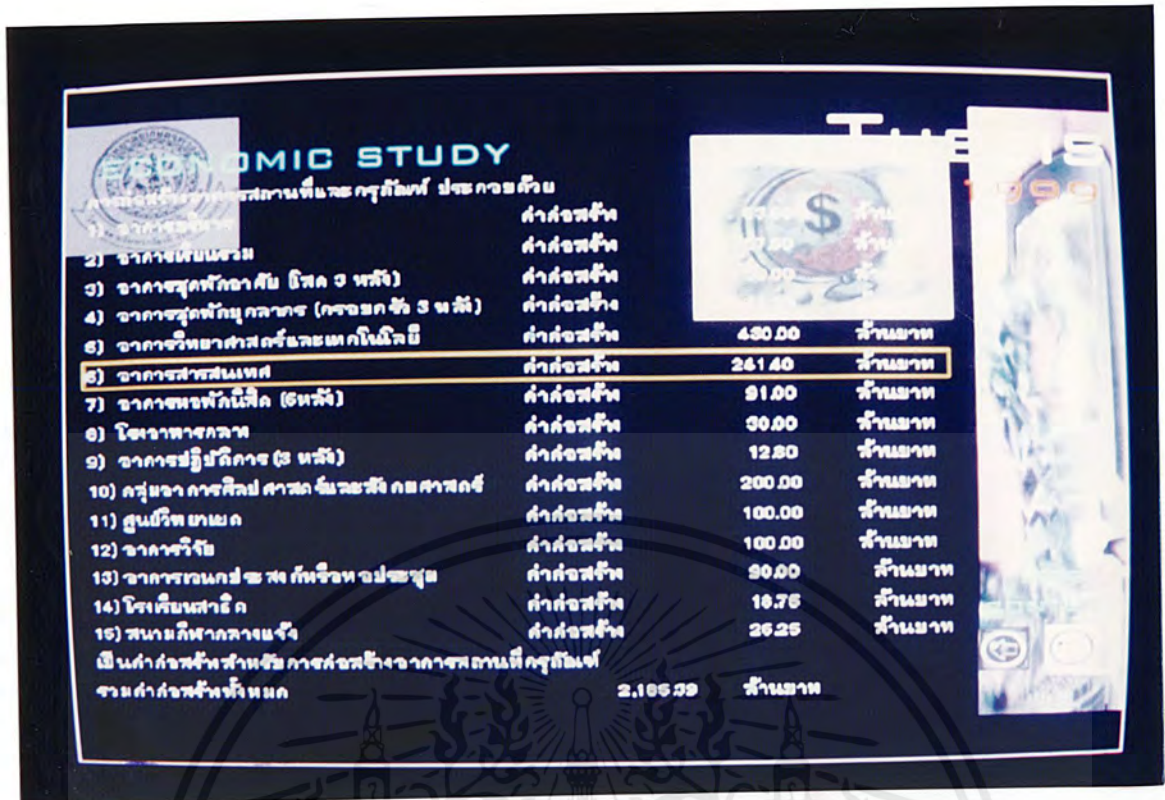 THESIS
1999
ECONOMIC STUDY
อาคารสถานที่และครุภัณฑ์ ประกอบด้วย
1) อาคารบริหาร ค่าก่อสร้าง
2) อาคารเรียนรวม ค่าก่อสร้าง
3) อาคารชุดพักอาศัย (โสด 3 หลัง) ค่าก่อสร้าง
4) อาคารชุดพักบุคลากร (ครอบครัว 3 หลัง) ค่าก่อสร้าง
5) อาคารวิทยาศาสตร์และเทคโนโลยี ค่าก่อสร้าง 430.00 ล้านบาท
6) อาคารสารสนเทศ ค่าก่อสร้าง 241.40 ล้านบาท
7) อาคารหอพักนิสิต (5หลัง) ค่าก่อสร้าง 91.00 ล้านบาท
8) โรงอาหารกลาง ค่าก่อสร้าง 30.00 ล้านบาท
9) อาคารปฏิบัติการ (3 หลัง) ค่าก่อสร้าง 12.80 ล้านบาท
10) กลุ่มอาคารศิลปศาสตร์และสังคมศาสตร์ ค่าก่อสร้าง 200.00 ล้านบาท
11) ศูนย์วิทยาเขต ค่าก่อสร้าง 100.00 ล้านบาท
12) อาคารวิจัย ค่าก่อสร้าง 100.00 ล้านบาท
13) อาคารเอนกประสงค์หรือหอประชุม ค่าก่อสร้าง 90.00 ล้านบาท
14) โรงเรียนสาธิต ค่าก่อสร้าง 18.75 ล้านบาท
15) สนามกีฬากลางแจ้ง ค่าก่อสร้าง 26.25 ล้านบาท
เป็นค่าก่อสร้างสำหรับการก่อสร้างอาคารสถานที่ครุภัณฑ์
รวมค่าก่อสร้างทั้งหมด ล้านบาท